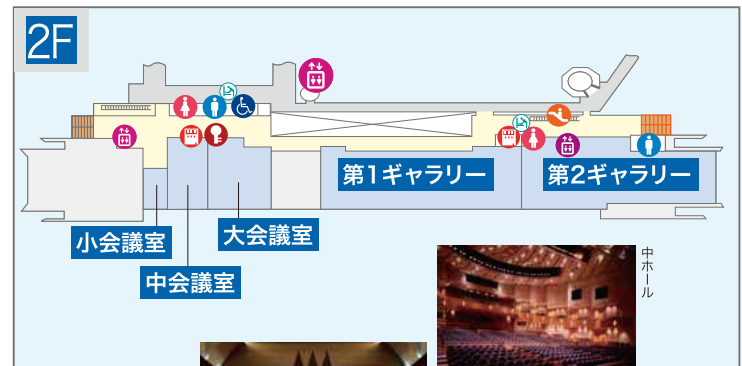 2F
第1ギャラリー
第2ギャラリー
小会議室
大会議室
中会議室
中ホール